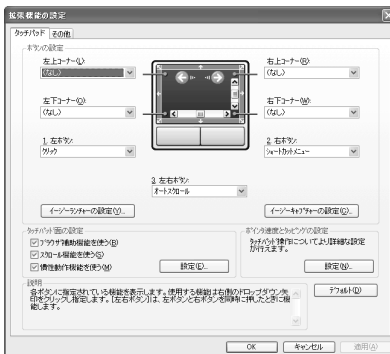 拡張機能の設定
タッチパッド その他
ボタンの設定
左上コーナー(L): 右上コーナー(R):
(なし) (なし)
左下コーナー(O): 右下コーナー(W):
(なし) (なし)
1. 左ボタン: 2. 右ボタン:
クリック ショートカットメニュー
3. 左右ボタン:
オートスクロール
イージーランチャーの設定(Y)... イージーキャプチャーの設定(C)...
タッチパッド面の設定 ポインタ速度とタッピングの設定
ブラウザ補助機能を使う(B) タッチパッド操作についてより詳細な設定
スクロール機能を使う(S) が行えます。
慣性動作機能を使う(M) 設定(E)... 設定(N)...
説明
各ボタンに指定されている機能を表示します。使用する機能は右側のドロップダウン矢 デフォルト(D)
印をクリックし指定します。[左右ボタン]は、左ボタンと右ボタンを同時に押したときに機
能します。
OK キャンセル 適用(A)